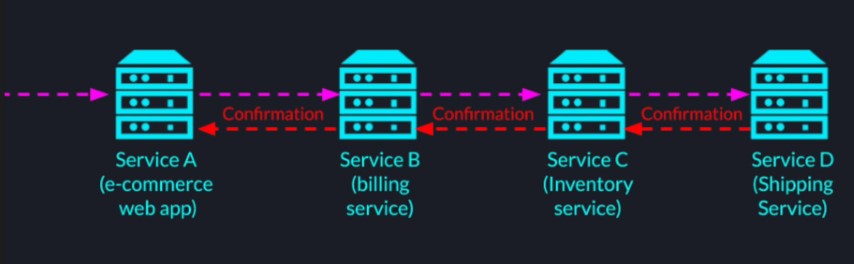 Confirmation
Confirmation
Confirmation
Service A
(e-commerce
web app)
Service B
(billing
service)
Service C
(Inventory
service)
Service D
(Shipping
Service)